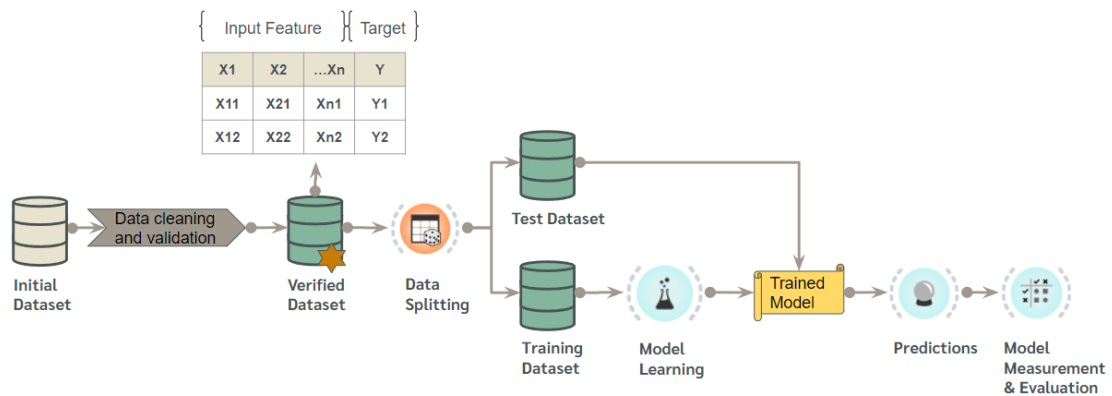 Input Feature
Target
X1 X2 ...Xn Y
X11 X21 Xn1 Y1
X12 X22 Xn2 Y2
Data cleaning
and validation
Initial
Dataset
Verified
Dataset
Data
Splitting
Test Dataset
Training
Dataset
Model
Learning
Trained
Model
Predictions
Model
Measurement
& Evaluation